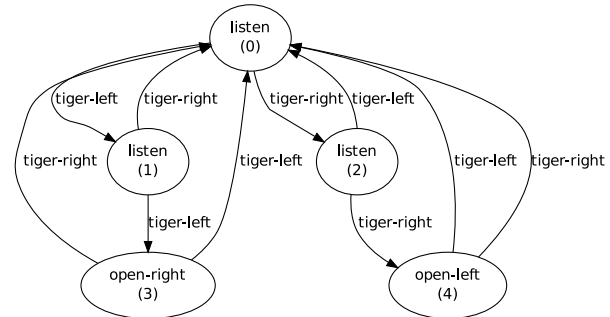 listen
(0)
tiger-left
tiger-right
tiger-right
tiger-left
listen
(1)
listen
(2)
tiger-right
tiger-left
tiger-left
tiger-right
tiger-left
tiger-right
open-right
(3)
open-left
(4)